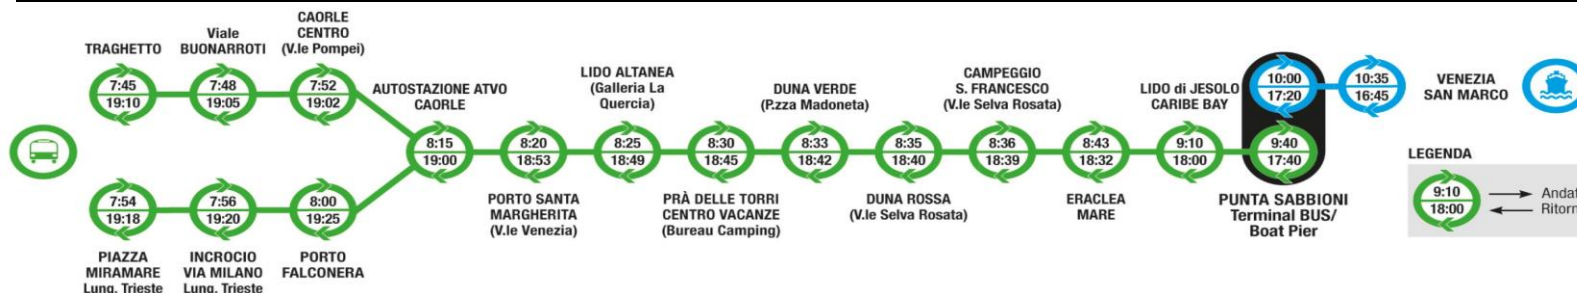 TRAGHETTO
7:45
19:10
Viale
BUONARROTI
7:48
19:05
CAORLE
CENTRO
(V.le Pompei)
7:52
19:02
PIAZZA
MIRAMARE
Lung. Trieste
7:54
19:18
INCROCIO
VIA MILANO
Lung. Trieste
7:56
19:20
PORTO
FALCONERA
8:00
19:25
AUTOSTAZIONE ATVO
CAORLE
8:15
19:00
PORTO SANTA
MARGHERITA
(V.le Venezia)
8:20
18:53
LIDO ALTANEA
(Galleria La
Quercia)
8:25
18:49
PRÀ DELLE TORRI
CENTRO VACANZE
(Bureau Camping)
8:30
18:45
DUNA VERDE
(P.zza Madoneta)
8:33
18:42
DUNA ROSSA
(V.le Selva Rosata)
8:35
18:40
CAMPEGGIO
S. FRANCESCO
(V.le Selva Rosata)
8:36
18:39
ERACLEA
MARE
8:43
18:32
LIDO di JESOLO
CARIBE BAY
9:10
18:00
10:00
17:20
9:40
17:40
PUNTA SABBIONI
Terminal BUS/
Boat Pier
10:35
16:45
VENEZIA
SAN MARCO
LEGENDA
9:10
18:00
Andat
Ritorn